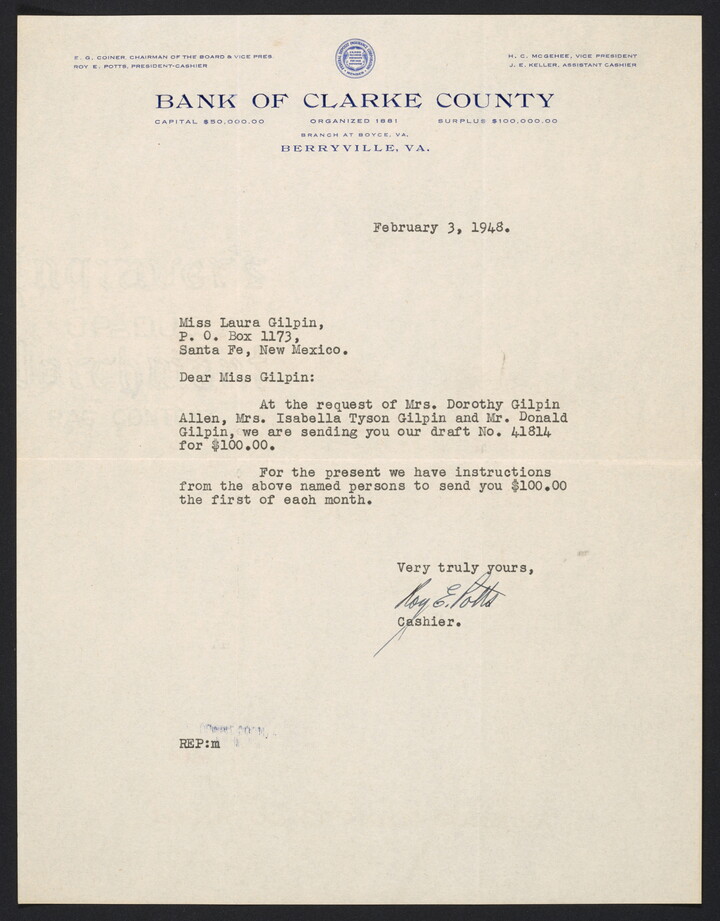 F. G. COINER, CHAIRMAN OF THE BOARD & VICE PRES.
ROY E. POTTS, PRESIDENT-CASHIER
H. C. MCGEHEE, VICE PRESIDENT
J. E. KELLER, ASSISTANT CASHIER
BANK OF CLARKE COUNTY
CAPITAL $50,000.00 ORGANIZED 1881 SURPLUS $100,000.00
BRANCH AT BOYCE, VA.
BERRYVILLE, VA.
February 3, 1948.
Miss Laura Gilpin,
P. O. Box 1173,
Santa Fe, New Mexico.
Dear Miss Gilpin:
At the request of Mrs. Dorothy Gilpin
Allen, Mrs. Isabella Tyson Gilpin and Mr. Donald
Gilpin, we are sending you our draft No. 41814
for $100.00.
For the present we have instructions
from the above named persons to send you $100.00
the first of each month.
Very truly yours,
Roy E. Potts
Cashier.
REP:m